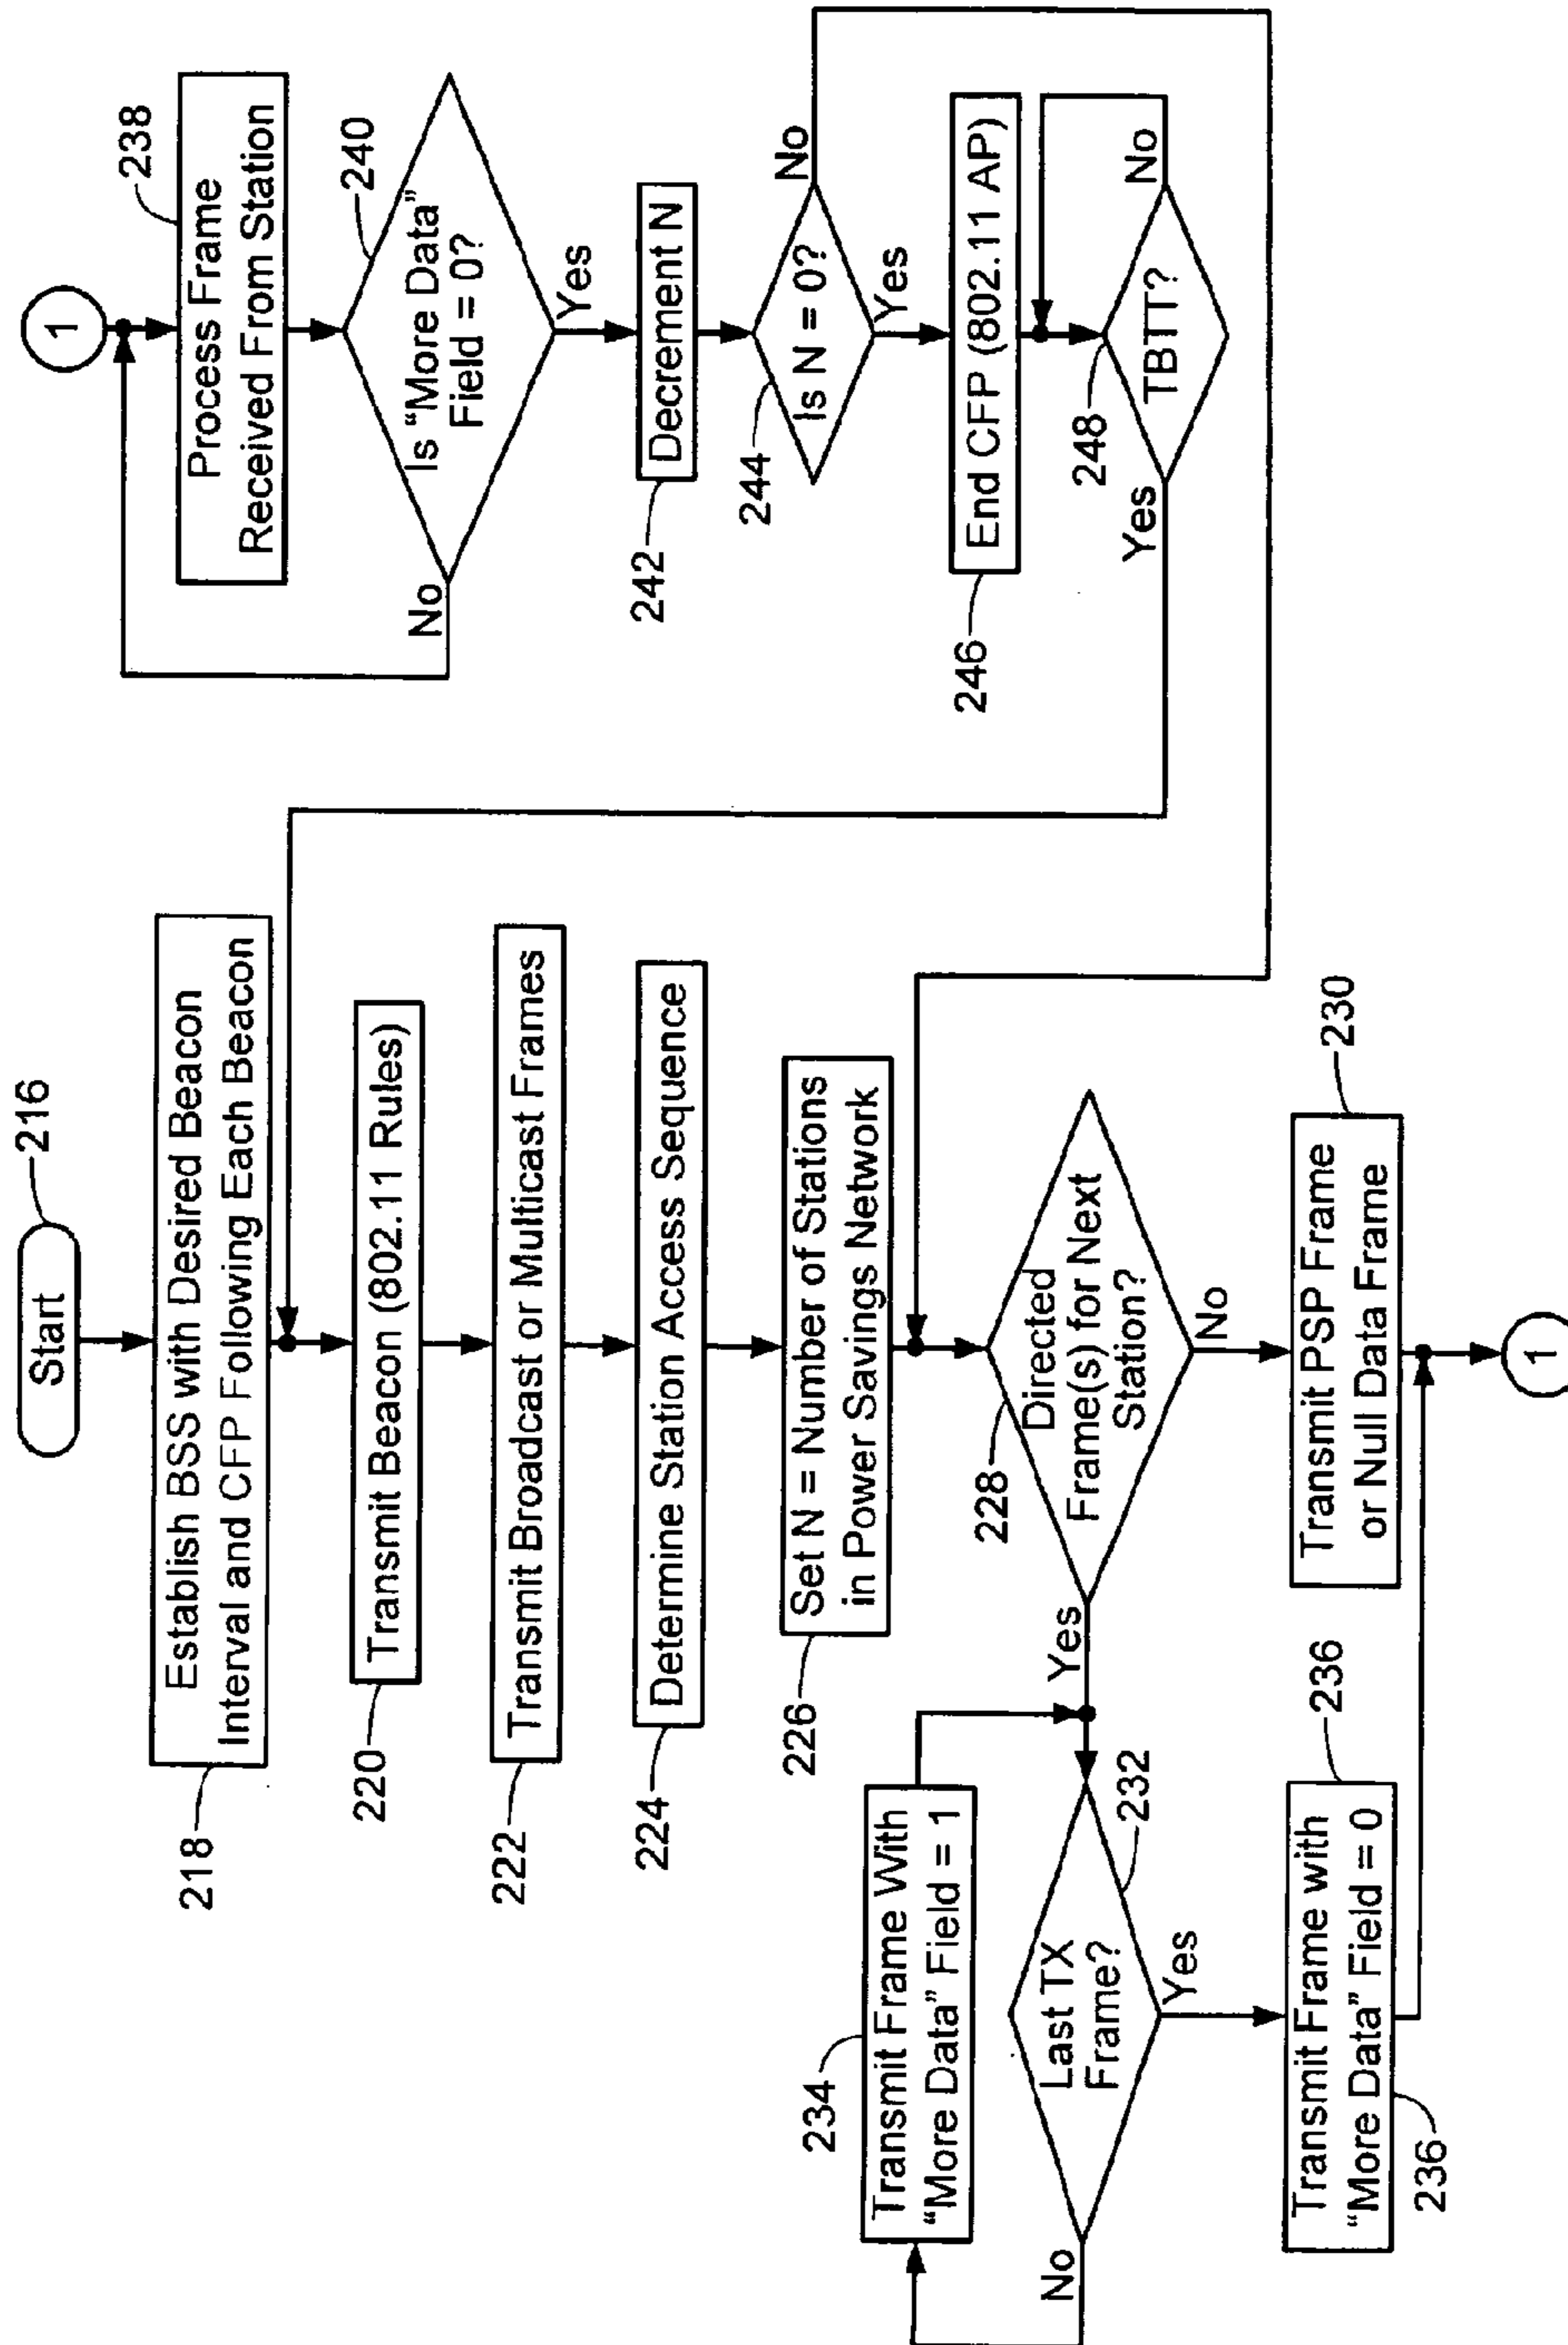 Start
216
Establish BSS with Desired Beacon
Interval and CFP Following Each Beacon
218
Transmit Beacon (802.11 Rules)
220
Transmit Broadcast or Multicast Frames
222
Determine Station Access Sequence
224
Set N = Number of Stations
in Power Savings Network
226
Directed
Frame(s) for Next
Station?
228
Yes
No
Transmit PSP Frame
or Null Data Frame
230
Transmit Frame With
"More Data" Field = 1
234
Last TX
Frame?
232
No
Yes
Transmit Frame with
"More Data" Field = 0
236
236
1
1
Process Frame
Received From Station
238
Is "More Data"
Field = 0?
240
No
Yes
Decrement N
242
Is N = 0?
244
No
Yes
End CFP (802.11 AP)
246
TBTT?
248
Yes
No